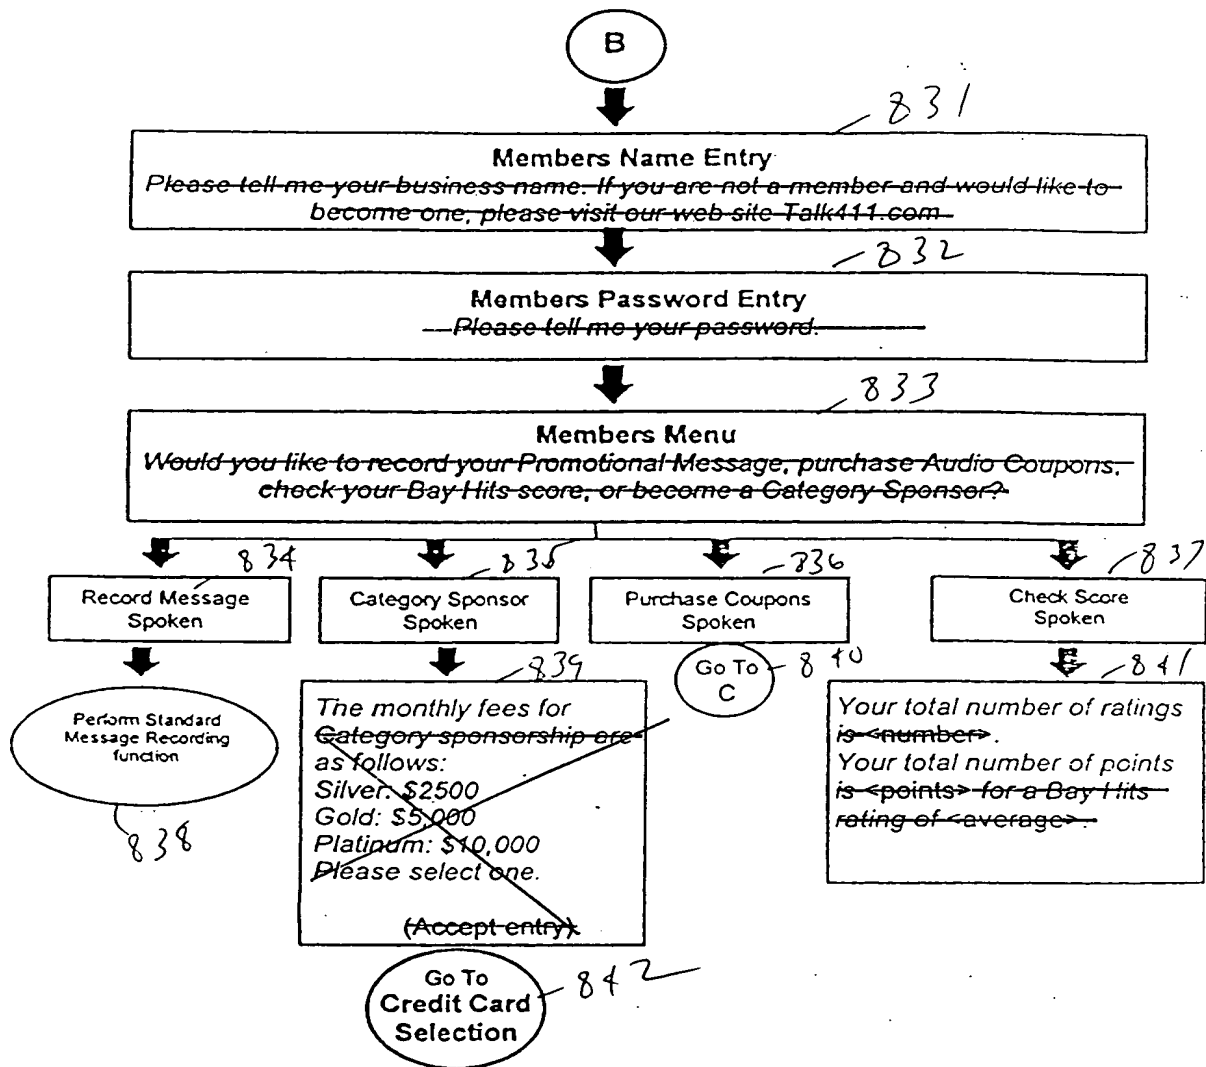 B
831
Members Name Entry
Please tell me your business name. If you are not a member and would like to
become one, please visit our web site Talk411.com
832
Members Password Entry
Please tell me your password.
833
Members Menu
Would you like to record your Promotional Message, purchase Audio Coupons,
check your Bay Hits score, or become a Category Sponsor?
834
835
836
837
Record Message
Spoken
Category Sponsor
Spoken
Purchase Coupons
Spoken
Check Score
Spoken
838
Perform Standard
Message Recording
function
839
The monthly fees for
Category sponsorship are
as follows:
Silver: $2500
Gold: $5,000
Platinum: $10,000
Please select one.
(Accept entry)
Go To
C
840
841
Your total number of ratings
is <number>.
Your total number of points
is <points> for a Bay Hits
rating of <average>.
Go To
Credit Card
Selection
842